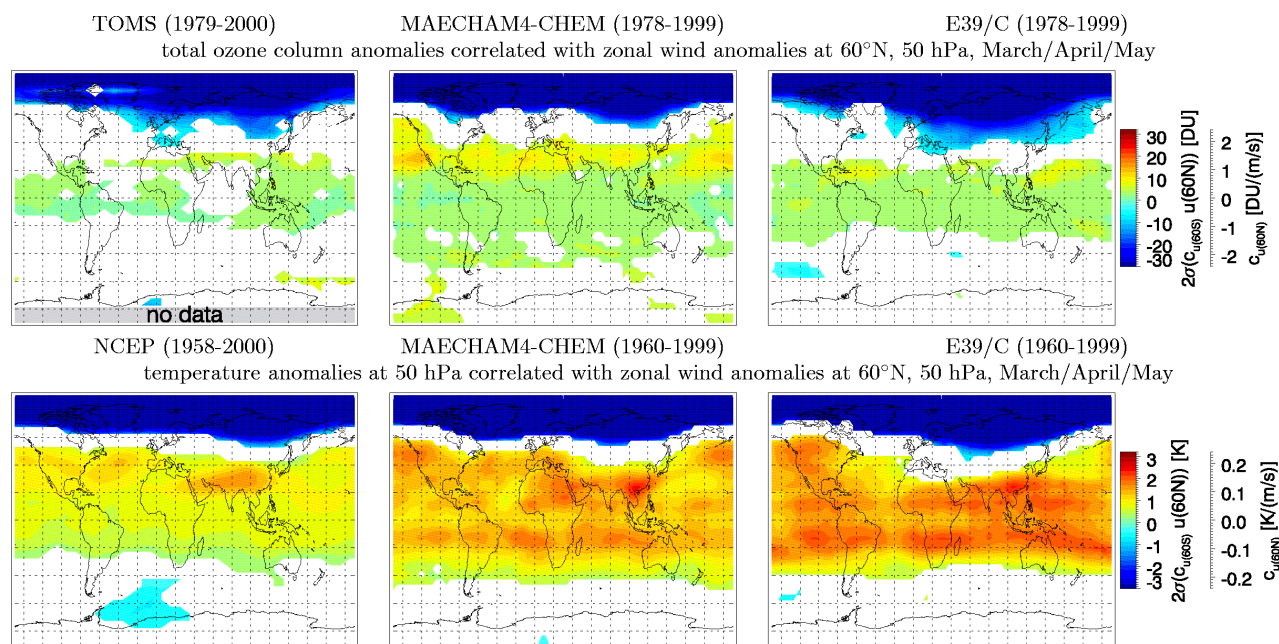 TOMS (1979-2000) MAECHAM4-CHEM (1978-1999) E39/C (1978-1999)
total ozone column anomalies correlated with zonal wind anomalies at 60°N, 50 hPa, March/April/May
30
20
10
0
-10
-20
-30
2σ(c_u(60S) u(60N)) [DU]
2
1
0
-1
-2
c_u(60N) [DU/(m/s)]
no data
NCEP (1958-2000) MAECHAM4-CHEM (1960-1999) E39/C (1960-1999)
temperature anomalies at 50 hPa correlated with zonal wind anomalies at 60°N, 50 hPa, March/April/May
3
2
1
0
-1
-2
-3
2σ(c_u(60S) u(60N)) [K]
0.2
0.1
0.0
-0.1
-0.2
c_u(60N) [K/(m/s)]